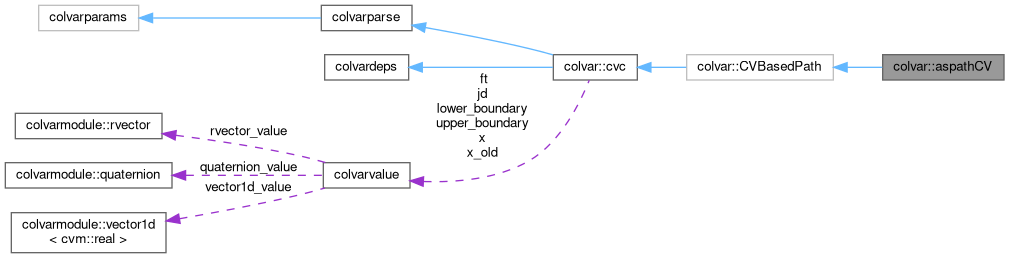 colvarparams
colvarparse
colvardeps
colvar::cvc
colvar::CVBasedPath
colvar::aspathCV
ft
jd
lower_boundary
upper_boundary
x
x_old
colvarmodule::rvector
rvector_value
colvarmodule::quaternion
quaternion_value
colvarvalue
vector1d_value
colvarmodule::vector1d
< cvm::real >